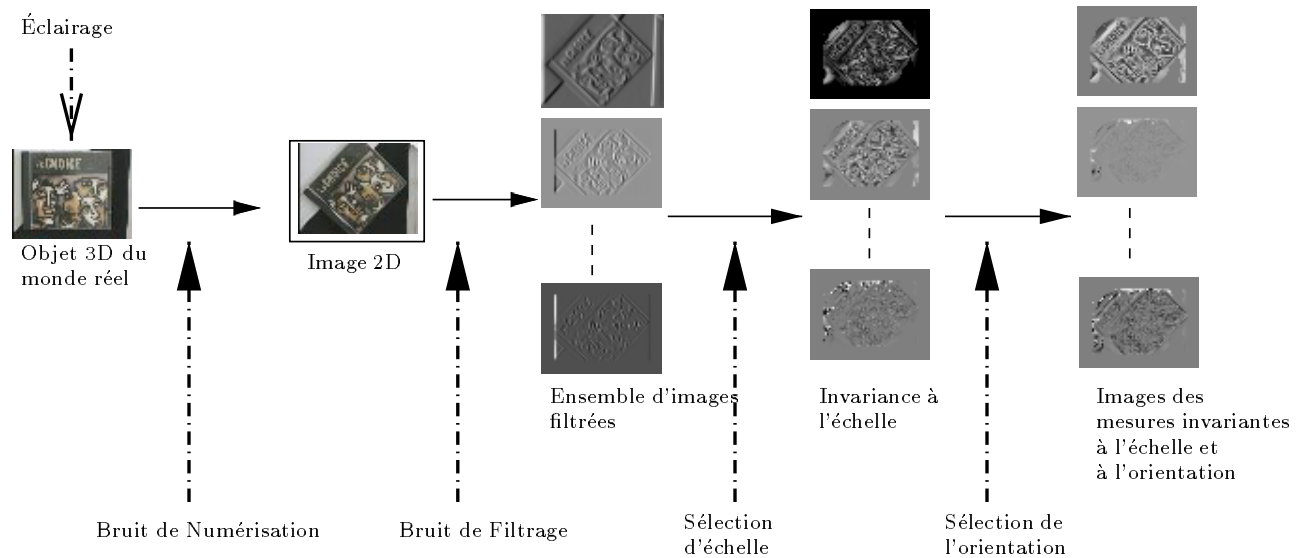 Éclairage
Objet 3D du
monde réel
Image 2D
Ensemble d'images
filtrées
Invariance à
l'échelle
Images des
mesures invariantes
à l'échelle et
à l'orientation
Bruit de Numérisation
Bruit de Filtrage
Sélection
d'échelle
Sélection de
l'orientation